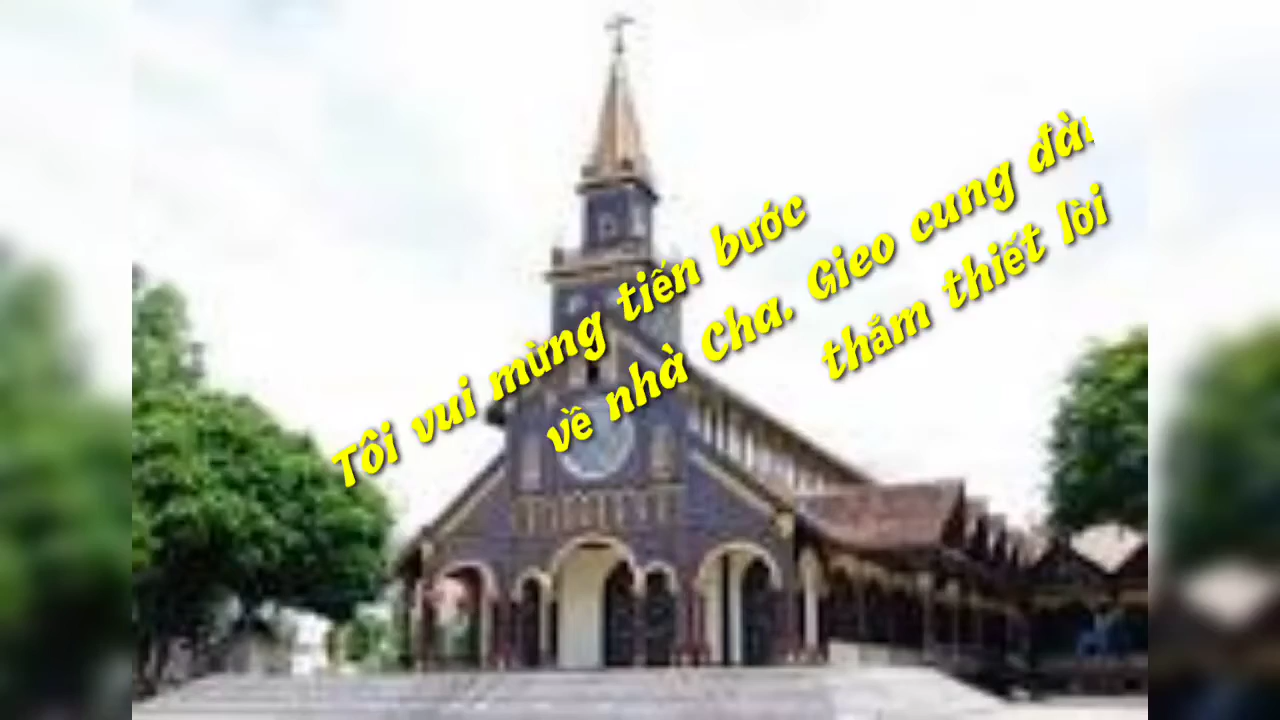 Tôi vui mừng tiến bước
về nhà Cha. Gieo cung
thắm thiết lời